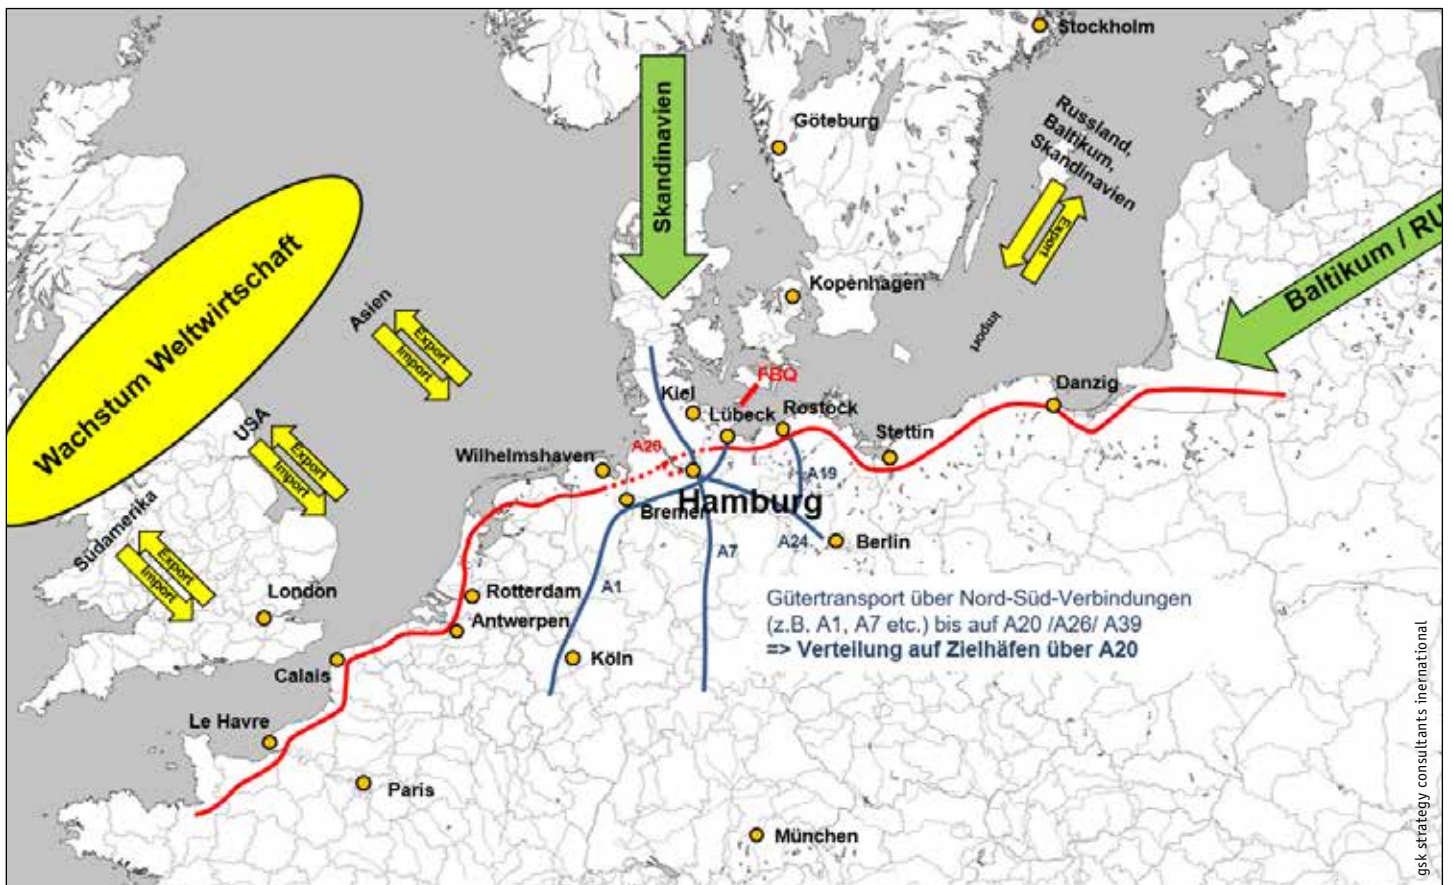 Stockholm
Göteburg
Skandinavien
Russland,
Baltikum,
Skandinavien
Export
Import
Baltikum / RU
Kopenhagen
Wachstum Weltwirtschaft
Asien
Export
Import
USA
Export
Import
Südamerika
Export
Import
FBQ
Kiel
Lübeck
Rostock
Danzig
Stettin
A20
Wilhelmshaven
A19
Hamburg
Bremen
A24
Berlin
A7
A1
London
Rotterdam
Antwerpen
Köln
Calais
Le Havre
Paris
München
Gütertransport über Nord-Süd-Verbindungen
(z.B. A1, A7 etc.) bis auf A20 /A26/ A39
=> Verteilung auf Zielhäfen über A20
gsk strategy consultants inernational